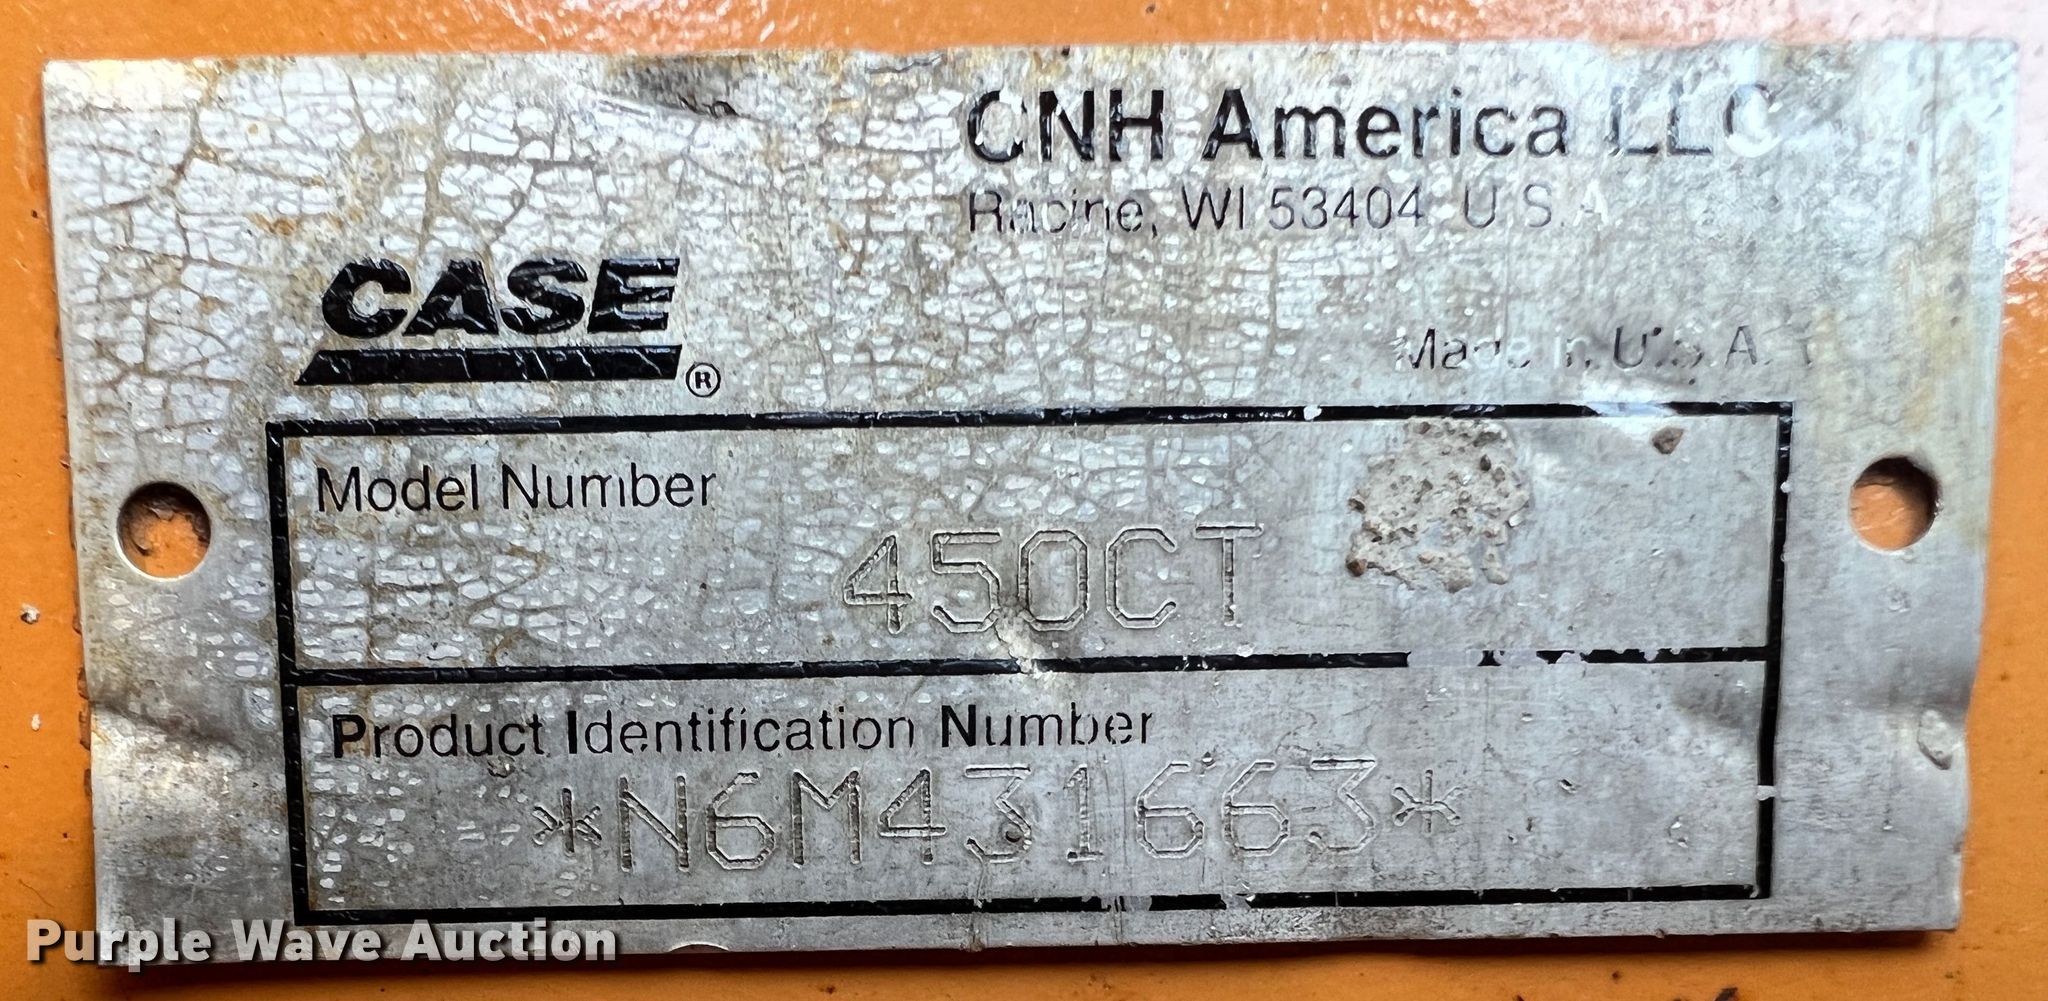 CNH America LLC
Racine, WI 53404 U.S.A.
CASE®
Made in U.S.A.
Model Number
450CT
Product Identification Number
*N6M431663*
Purple Wave Auction